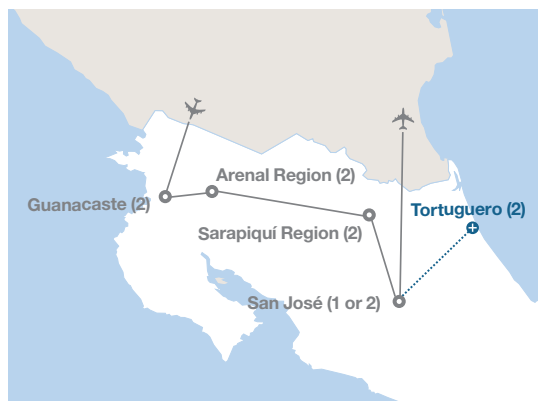 Arenal Region (2)
Guanacaste (2)
Tortuguero (2)
Sarapiquí Region (2)
San José (1 or 2)